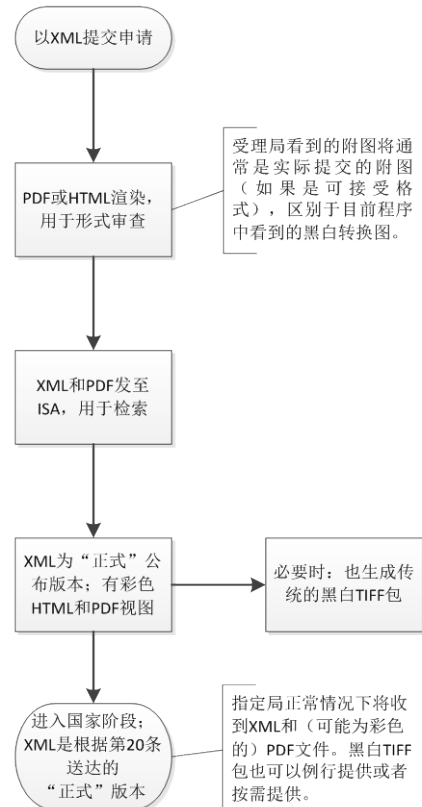 以XML提交申请
受理局看到的附图将通
常是实际提交的附图
（如果是可接受格
式），区别于目前程序
中看到的黑白转换图。
PDF或HTML渲染，
用于形式审查
XML和PDF发至
ISA，用于检索
XML为“正式”公
布版本；有彩色
HTML和PDF视图
必要时：也生成传
统的黑白TIFF包
进入国家阶段；
XML是根据第20条
送达的
“正式”版本
指定局正常情况下将收
到XML和（可能为彩色
的）PDF文件。黑白TIFF
包也可以例行提供或者
按需提供。